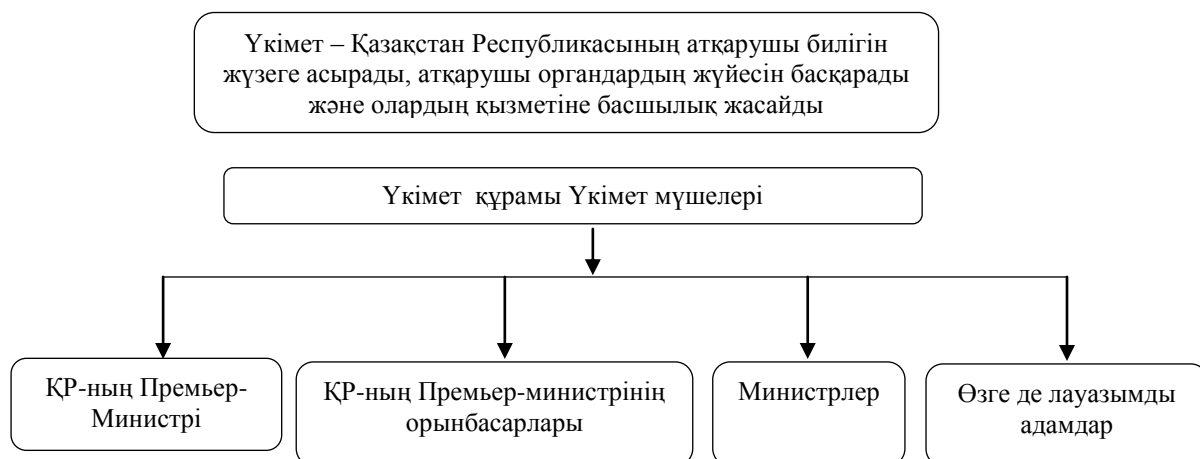 Үкімет – Қазақстан Республикасының атқарушы билігін
жүзеге асырады, атқарушы органдардың жүйесін басқарады
және олардың қызметіне басшылық жасайды
Үкімет құрамы Үкімет мүшелері
ҚР-ның Премьер-
Министрі
ҚР-ның Премьер-министрінің
орынбасарлары
Министрлер
Өзге де лауазымды
адамдар